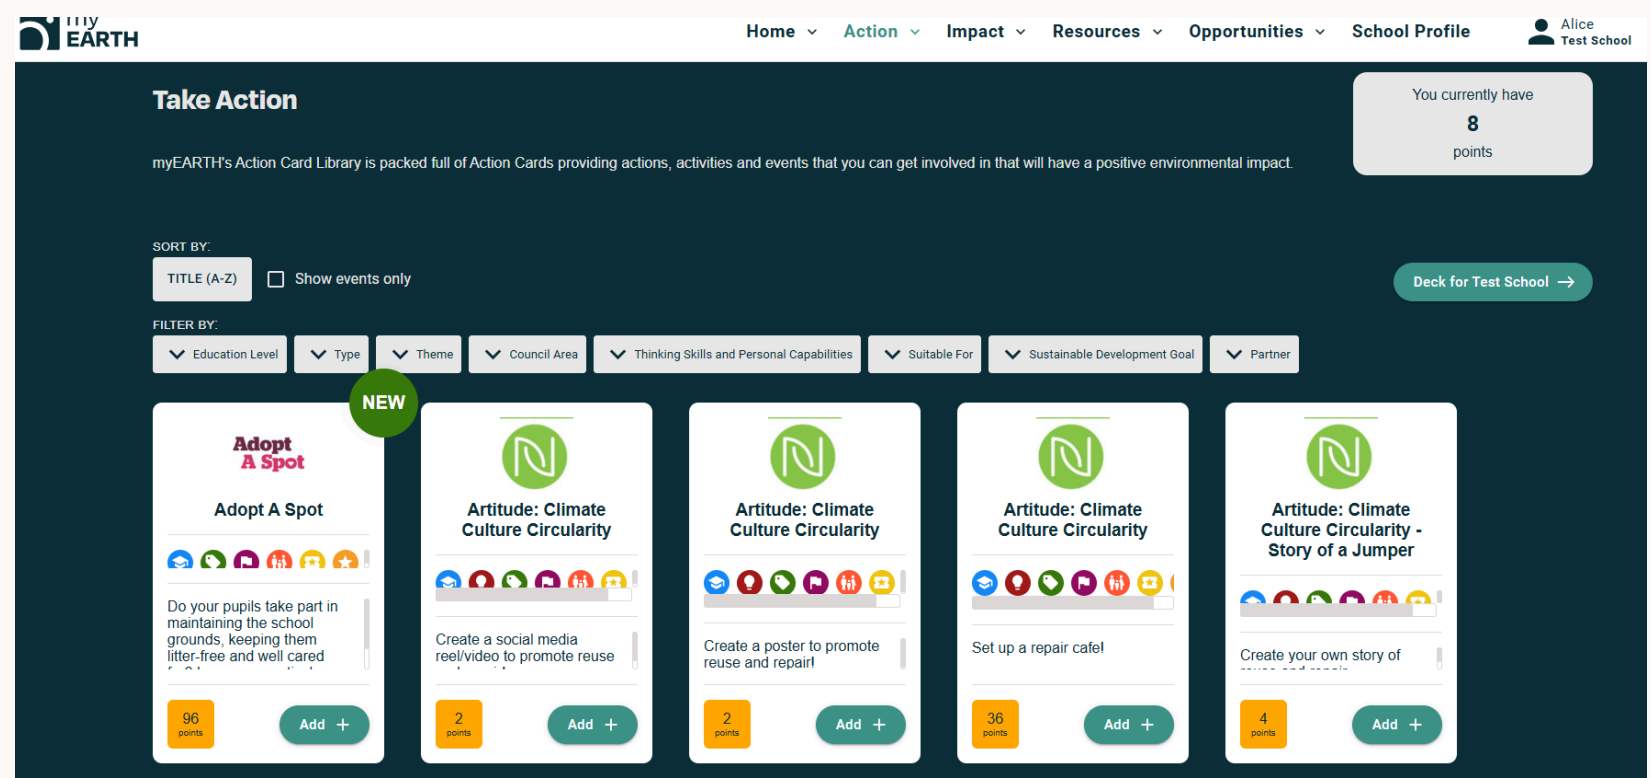 my
EARTH
Home
Action
Impact
Resources
Opportunities
School Profile
Alice
Test School
Take Action
You currently have
8
points
myEARTH's Action Card Library is packed full of Action Cards providing actions, activities and events that you can get involved in that will have a positive environmental impact.
SORT BY:
TITLE (A-Z)
Show events only
Deck for Test School
FILTER BY:
Education Level
Type
Theme
Council Area
Thinking Skills and Personal Capabilities
Suitable For
Sustainable Development Goal
Partner
NEW
Adopt
A Spot
Adopt A Spot
Do your pupils take part in
maintaining the school
grounds, keeping them
litter-free and well cared
96
points
Add +
N
Artitude: Climate
Culture Circularity
Create a social media
reel/video to promote reuse
2
points
Add +
N
Artitude: Climate
Culture Circularity
Create a poster to promote
reuse and repair!
2
points
Add +
N
Artitude: Climate
Culture Circularity
Set up a repair cafe!
36
points
Add +
N
Artitude: Climate
Culture Circularity -
Story of a Jumper
Create your own story of
reuse and repair
4
points
Add +